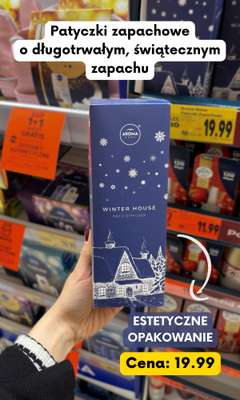 Patyczki zapachowe
o długotrwałym, świątecznym
zapachu
19.99
AROMA
WINTER HOUSE
11.99
ESTETYCZNE
OPAKOWANIE
Cena: 19.99